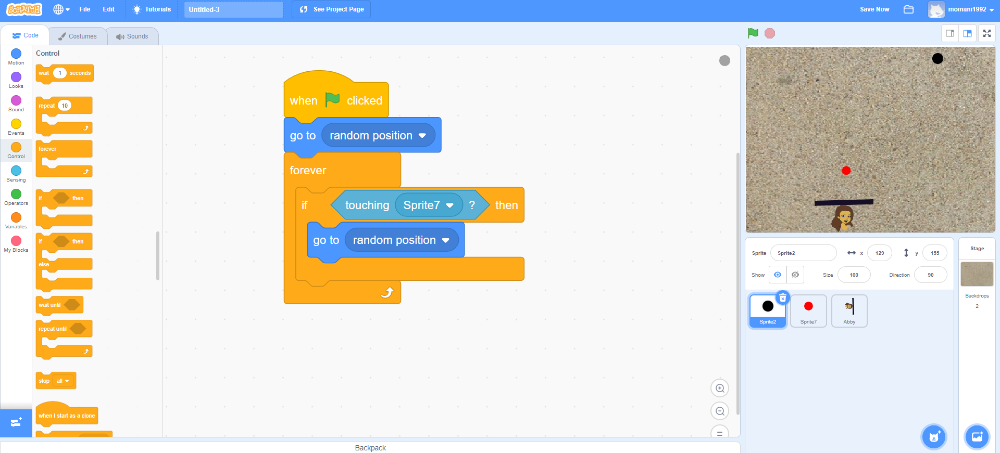 SCRATCH
File
Edit
Tutorials
Untitled-3
See Project Page
Save Now
momani1992
Code
Costumes
Sounds
Motion
Looks
Sound
Events
Control
Sensing
Operators
Variables
My Blocks
Control
wait 1 seconds
repeat 10
forever
if then
if then
else
wait until
repeat until
stop all
when I start as a clone
when clicked
go to random position
forever
if touching Sprite7 ? then
go to random position
Backpack
Sprite Sprite2 x 129 y 155
Show Size 100 Direction 90
Sprite2
Sprite7
Abby
Stage
Backdrops
2